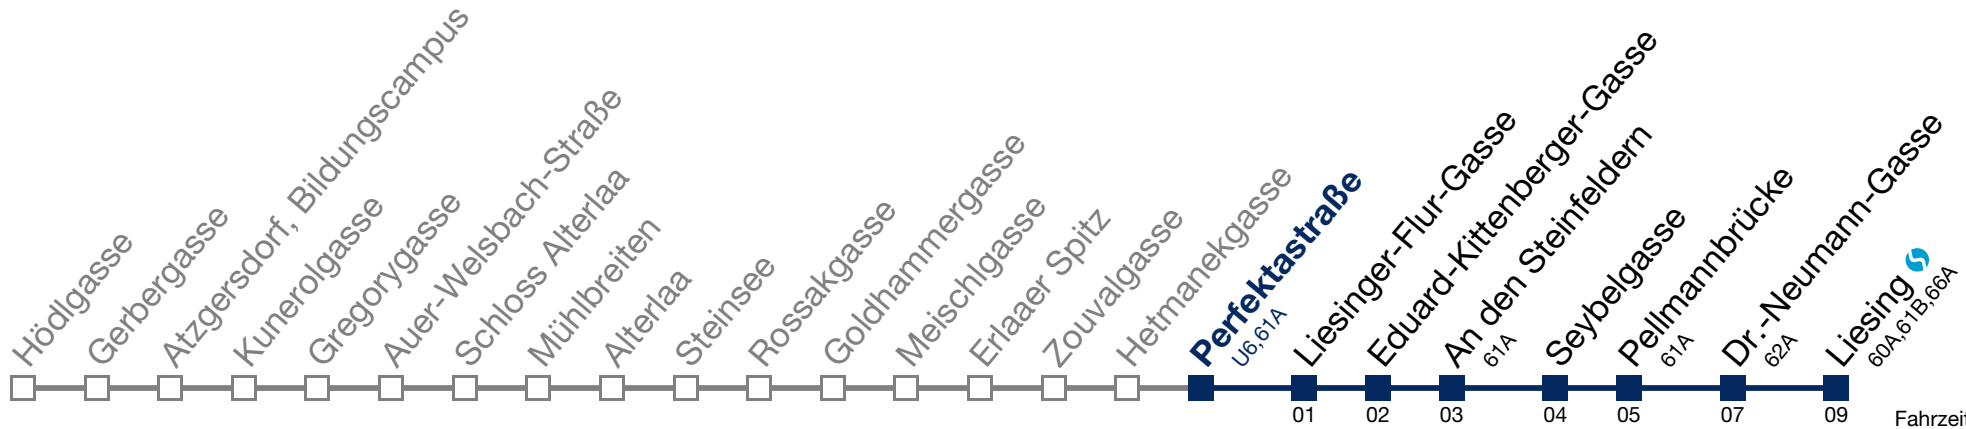 Hödlgasse
Gerbergasse
Atzgersdorf, Bildungscampus
Kunerolgasse
Gregorygasse
Auer-Welsbach-Straße
Schloss Alterlaa
Mühlbreiten
Alterlaa
Steinsee
Rossakgasse
Goldhammergasse
Meischlgasse
Erlaaer Spitz
Zouvalgasse
Hetmanekgasse
Perfektastraße
U6,61A
Liesinger-Flur-Gasse
Eduard-Kittenberger-Gasse
An den Steinfeldern
61A
Seybelgasse
Pellmannbrücke
61A
Dr.-Neumann-Gasse
62A
Liesing
60A,61B,66A
01 02 03 04 05 07 09 Fahrzeit